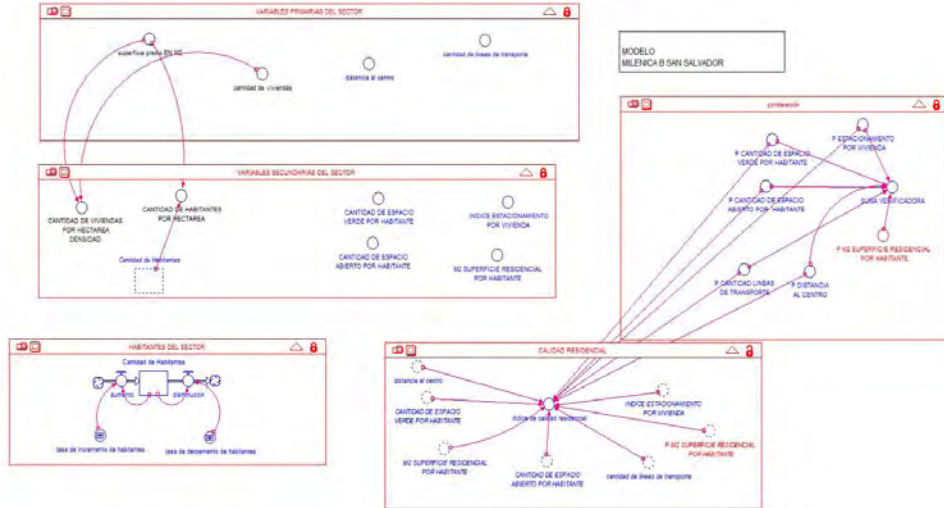 VARIABLES PRIMARIAS DEL SECTOR
superficie predio EN M2
cantidad de viviendas
distancia al centro
cantidad de lineas de transporte
MODELO
MILENICA B SAN SALVADOR
VARIABLES SECUNDARIAS DEL SECTOR
CANTIDAD DE VIVIENDAS
POR HECTAREA
DENSIDAD
CANTIDAD DE HABITANTES
POR HECTAREA
Cantidad de Habitantes
CANTIDAD DE ESPACIO
VERDE POR HABITANTE
INDICE ESTACIONAMIENTO
POR VIVIENDA
CANTIDAD DE ESPACIO
ABIERTO POR HABITANTE
M2 SUPERFICIE RESIDENCIAL
POR HABITANTE
ponderación
P ESTACIONAMIENTO
POR VIVIENDA
P CANTIDAD DE ESPACIO
VERDE POR HABITANTE
P CANTIDAD DE ESPACIO
ABIERTO POR HABITANTE
SUMA VERIFICADORA
P M2 SUPERFICIE RESIDENCIAL
POR HABITANTE
P CANTIDAD LINEAS
DE TRANSPORTE
P DISTANCIA
AL CENTRO
HABITANTES DEL SECTOR
Cantidad de Habitantes
aumento
disminucion
tasa de incremento de habitantes
tasa de decremento de habitantes
CALIDAD RESIDENCIAL
distancia al centro
CANTIDAD DE ESPACIO
VERDE POR HABITANTE
indice de calidad residencial
INDICE ESTACIONAMIENTO
POR VIVIENDA
P M2 SUPERFICIE RESIDENCIAL
POR HABITANTE
M2 SUPERFICIE RESIDENCIAL
POR HABITANTE
CANTIDAD DE ESPACIO
ABIERTO POR HABITANTE
cantidad de lineas de transporte